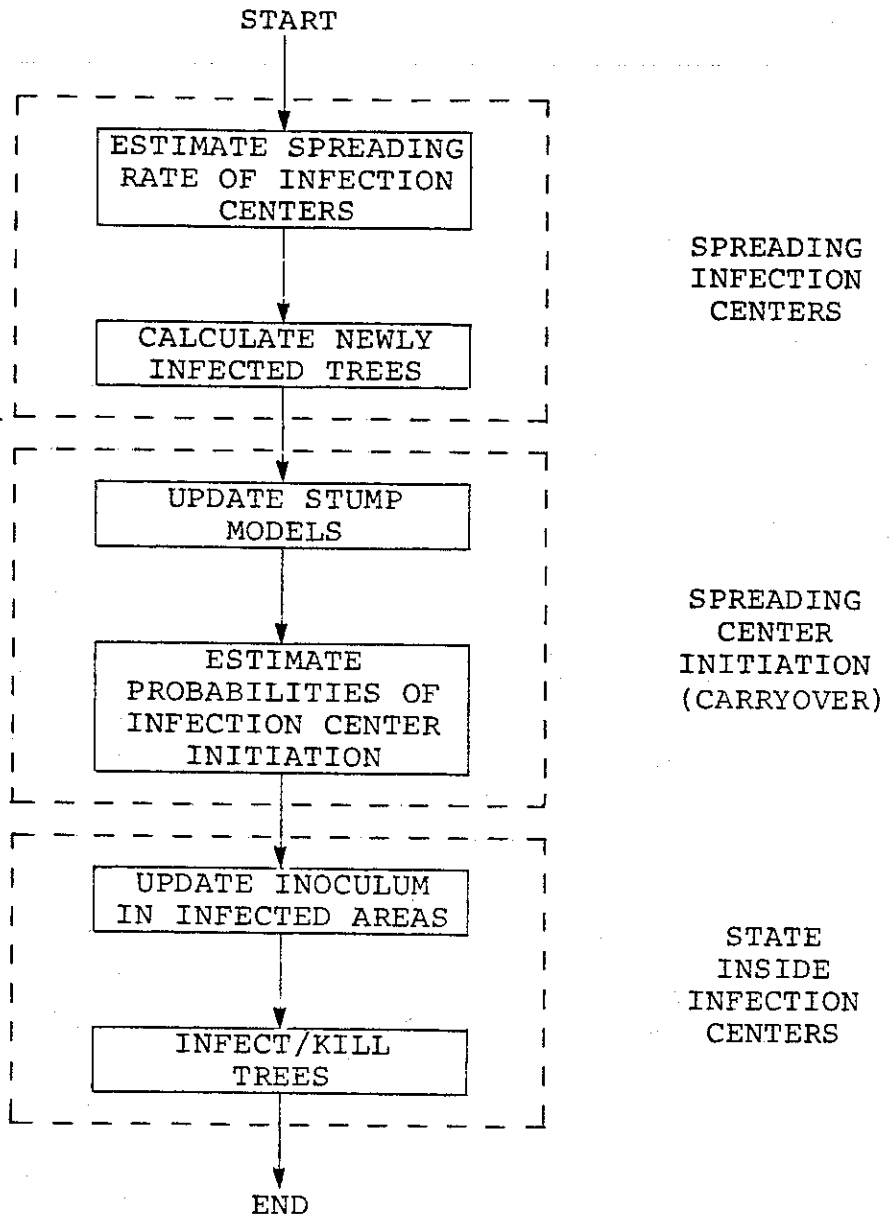 START
ESTIMATE SPREADING
RATE OF INFECTION
CENTERS
CALCULATE NEWLY
INFECTED TREES
SPREADING
INFECTION
CENTERS
UPDATE STUMP
MODELS
ESTIMATE
PROBABILITIES OF
INFECTION CENTER
INITIATION
SPREADING
CENTER
INITIATION
(CARRYOVER)
UPDATE INOCULUM
IN INFECTED AREAS
INFECT/KILL
TREES
STATE
INSIDE
INFECTION
CENTERS
END